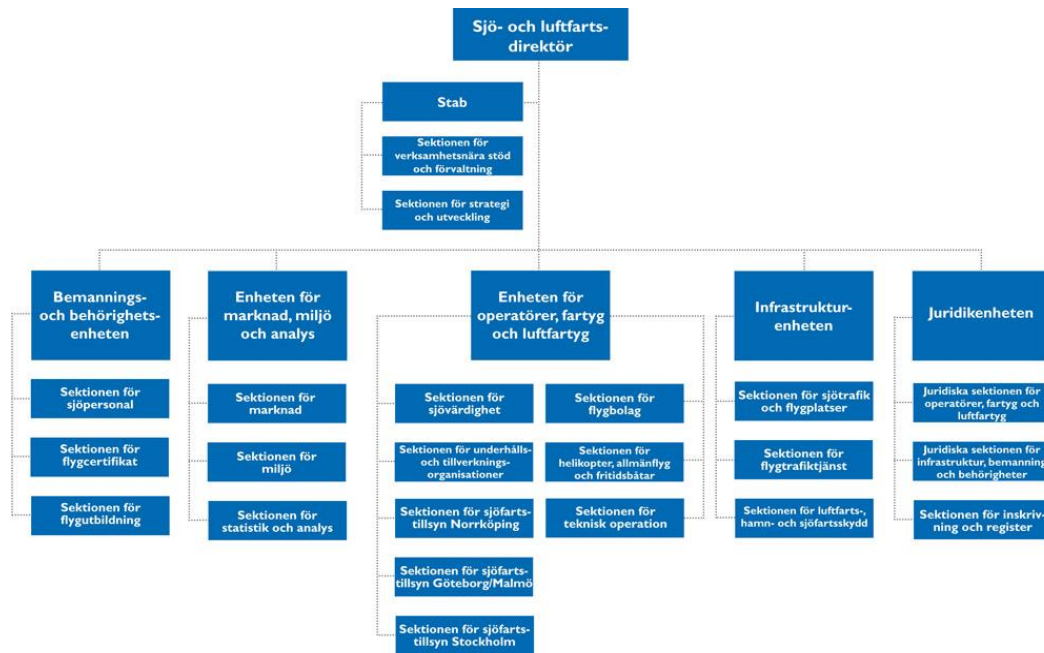 Sjö- och luftfarts-
direktör
Stab
Sektionen för
verksamhetsnära stöd
och förvaltning
Sektionen för strategi
och utveckling
Bemannings-
och behörighets-
enheten
Sektionen för
sjöpersonal
Sektionen för
flygcertifikat
Sektionen för
flygutbildning
Enheten för
marknad, miljö
och analys
Sektionen för
marknad
Sektionen för
miljö
Sektionen för
statistik och analys
Enheten för
operatörer, fartyg
och luftfartyg
Sektionen för
sjövärdighet
Sektionen för underhålls-
och tillverknings-
organisationer
Sektionen för sjöfarts-
tillsyn Norrköping
Sektionen för sjöfarts-
tillsyn Göteborg/Malmö
Sektionen för sjöfarts-
tillsyn Stockholm
Sektionen för
flygbolag
Sektionen för
helikopter, allmänflyg
och fritidsbåtar
Sektionen för
teknisk operation
Infrastruktur-
enheten
Sektionen för sjötrafik
och flygplatser
Sektionen för
flygtrafiktjänst
Sektionen för luftfarts-,
hamn- och sjöfartsskydd
Juridikenheten
Juridiska sektionen för
operatörer, fartyg och
luftfartyg
Juridiska sektionen för
infrastruktur, bemanning
och behörigheter
Sektionen för inskriv-
ning och register